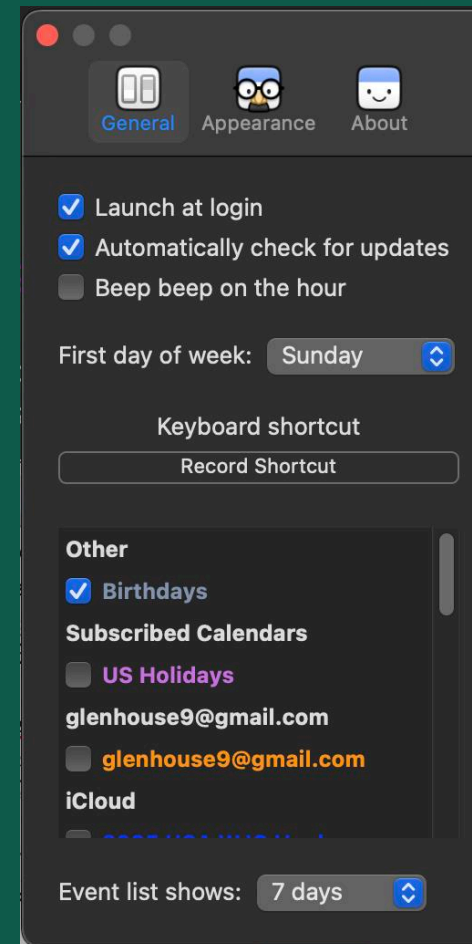 General Appearance About
Launch at login
Automatically check for updates
Beep beep on the hour
First day of week: Sunday
Keyboard shortcut
Record Shortcut
Other
Birthdays
Subscribed Calendars
US Holidays
glenhouse9@gmail.com
glenhouse9@gmail.com
iCloud
Event list shows: 7 days